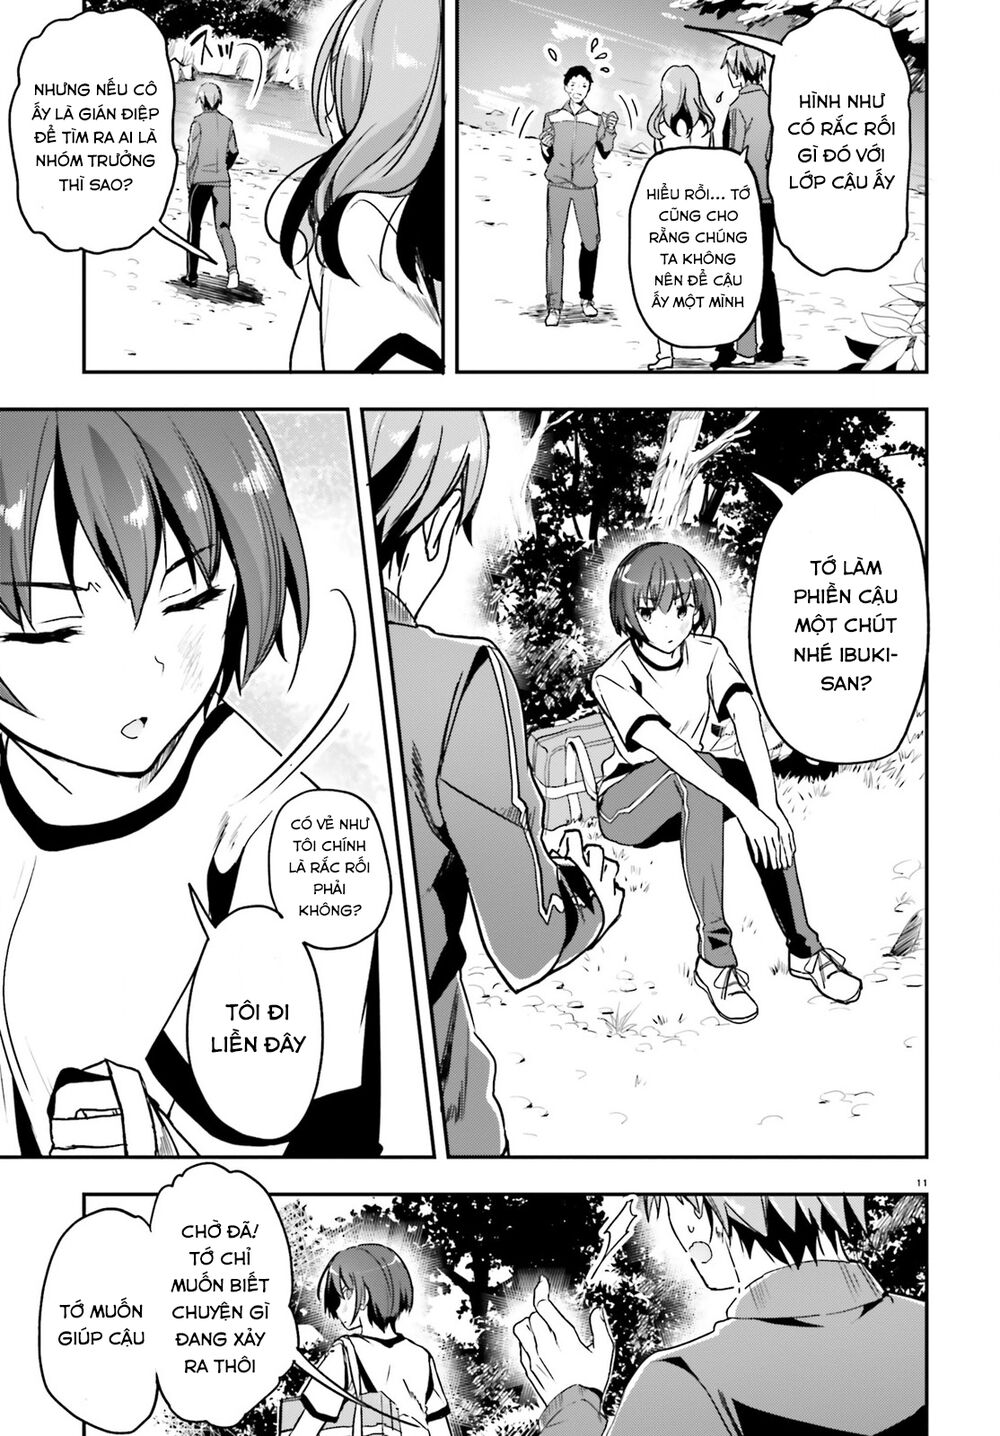 HÌNH NHƯ
CÓ RẮC RỐI
GÌ ĐÓ VỚI
LỚP CẬU ẤY
HIỂU RỒI... TỚ
CŨNG CHO
RẰNG CHÚNG
TA KHÔNG
NÊN ĐỂ CẬU
ẤY MỘT MÌNH
NHƯNG NẾU CÔ
ẤY LÀ GIÁN ĐIỆP
ĐỂ TÌM RA AI LÀ
NHÓM TRƯỞNG
THÌ SAO?
TỚ LÀM
PHIỀN CẬU
MỘT CHÚT
NHÉ IBUKI-
SAN?
CÓ VẺ NHƯ
TÔI CHÍNH
LÀ RẮC RỐI
PHẢI
KHÔNG?
TÔI ĐI
LIỀN ĐÂY
11
CHỜ ĐÃ!
TỚ CHỈ
MUỐN BIẾT
CHUYỆN GÌ
ĐANG XẢY
RA THÔI
TỚ MUỐN
GIÚP CẬU